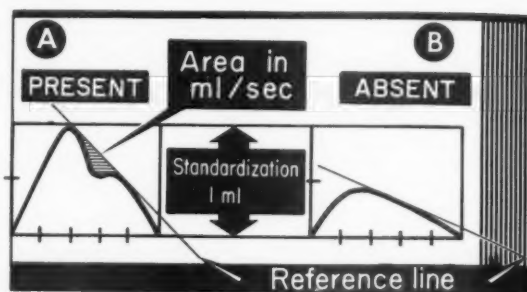 A
B
PRESENT
Area in
ml/sec
ABSENT
Standardization
1 ml
Reference line